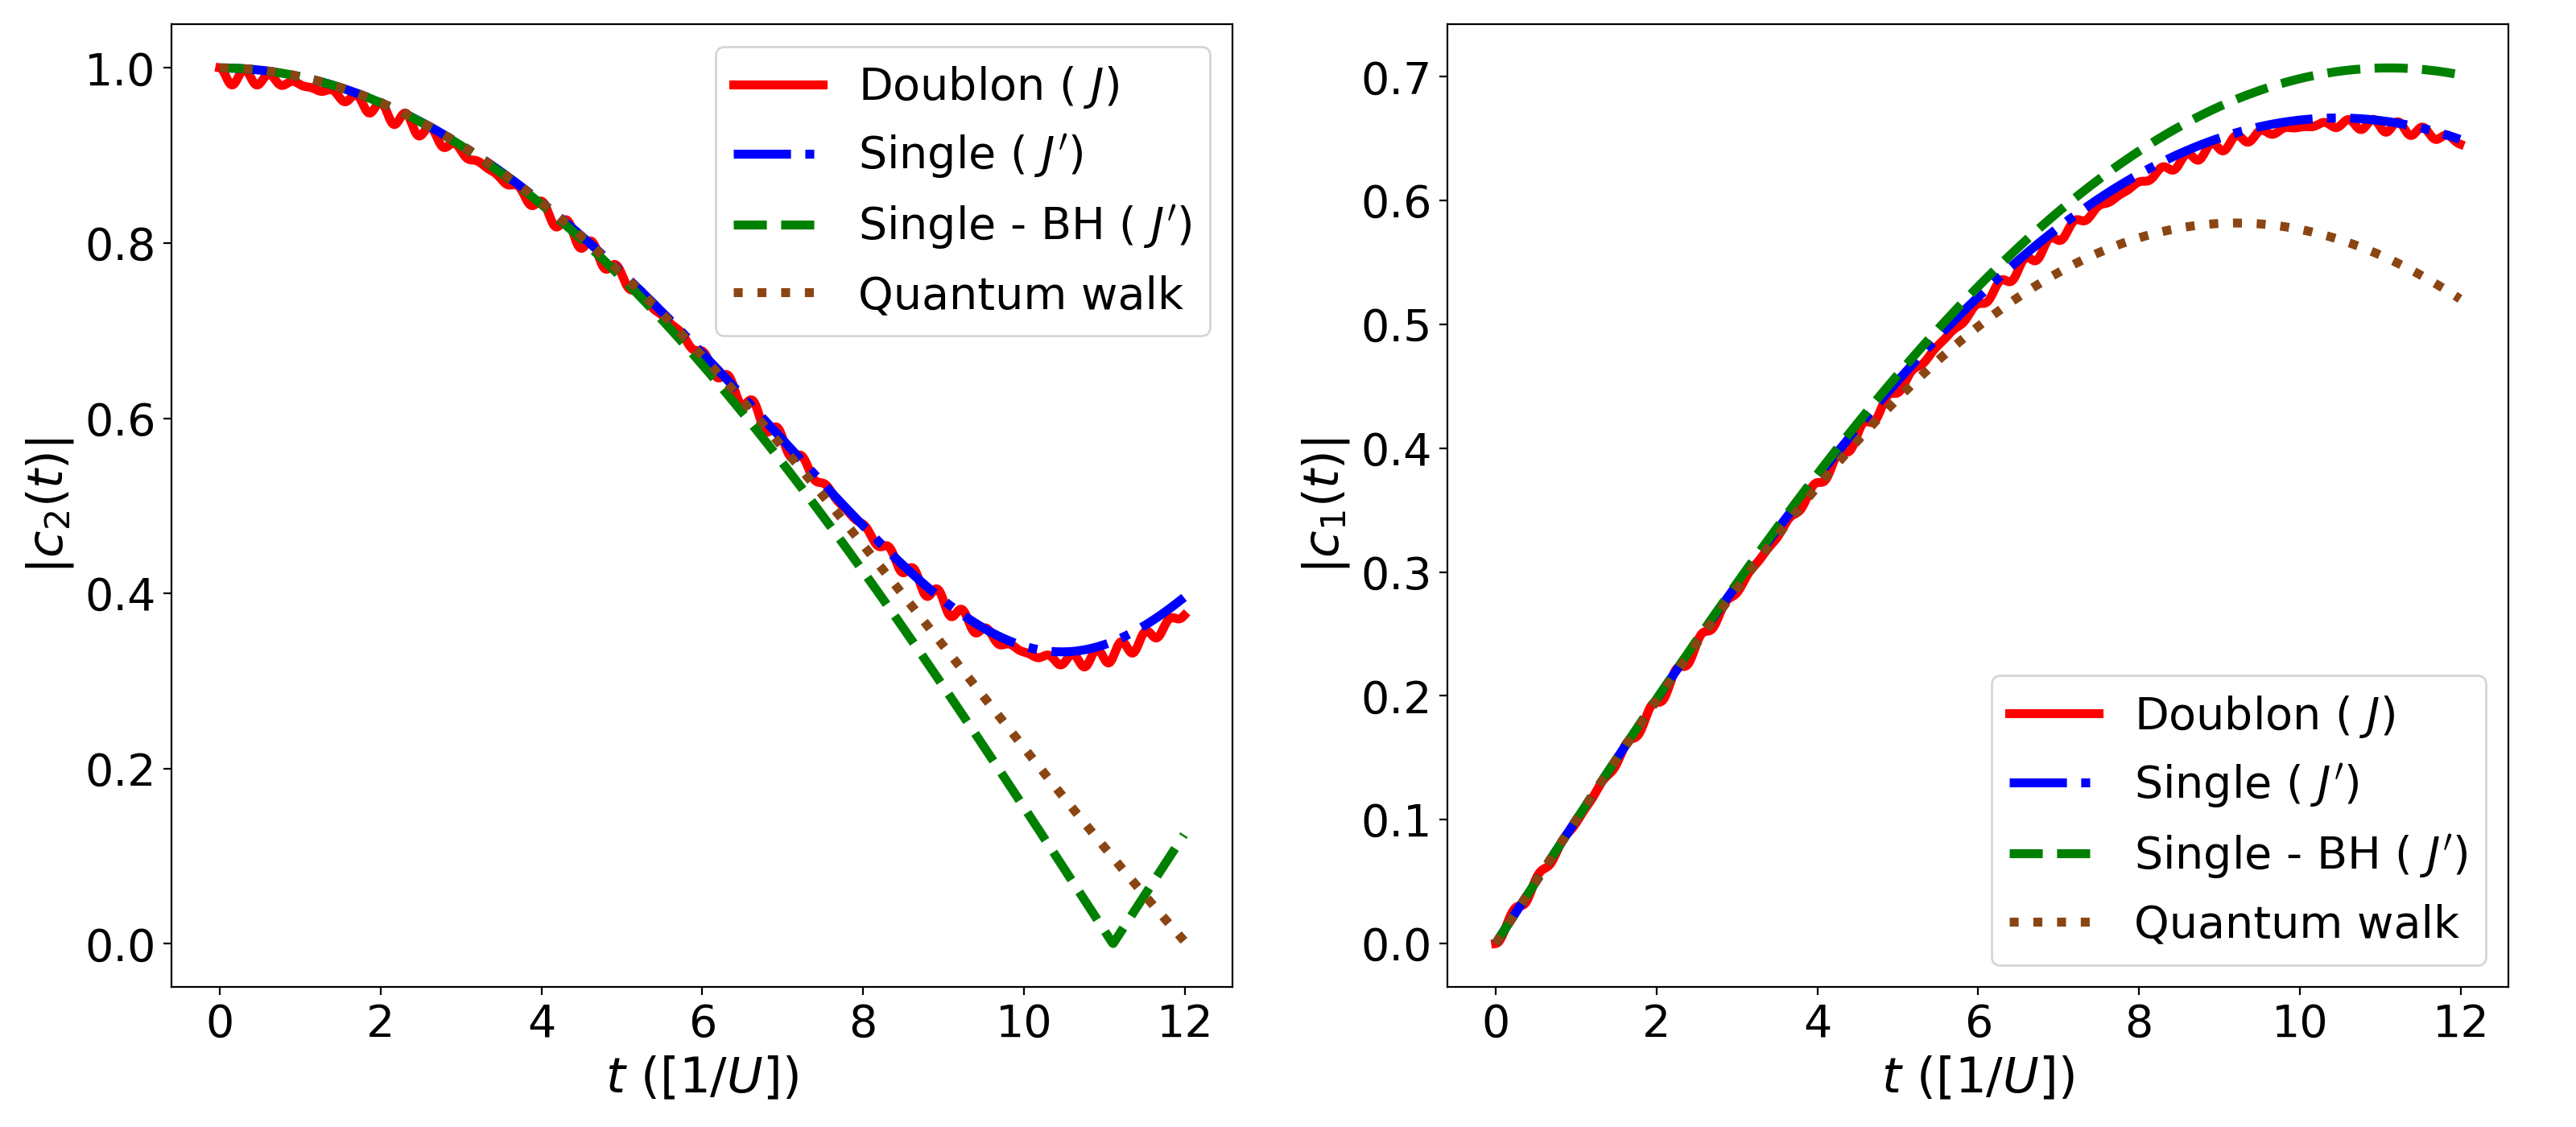 |c₂(t)|
1.0
0.8
0.6
0.4
0.2
0.0
Doublon ( J)
Single ( J′)
Single - BH ( J′)
Quantum walk
0 2 4 6 8 10 12
t ([1/U])
|c₁(t)|
0.7
0.6
0.5
0.4
0.3
0.2
0.1
0.0
Doublon ( J)
Single ( J′)
Single - BH ( J′)
Quantum walk
0 2 4 6 8 10 12
t ([1/U])